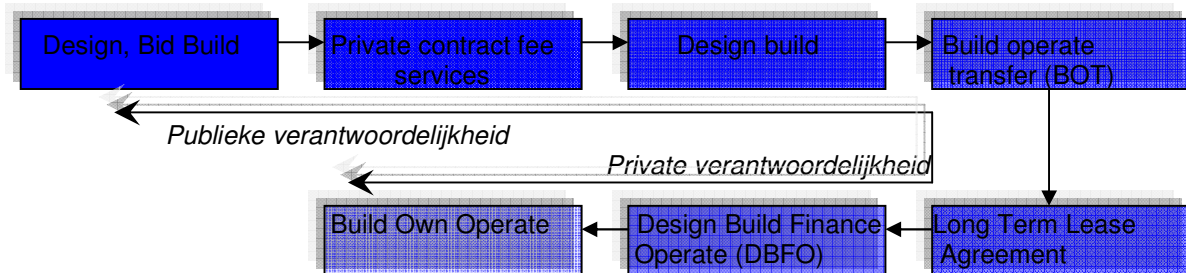 Design, Bid Build
Private contract fee
services
Design build
Build operate
transfer (BOT)
Publieke verantwoordelijkheid
Private verantwoordelijkheid
Build Own Operate
Design Build Finance
Operate (DBFO)
Long Term Lease
Agreement